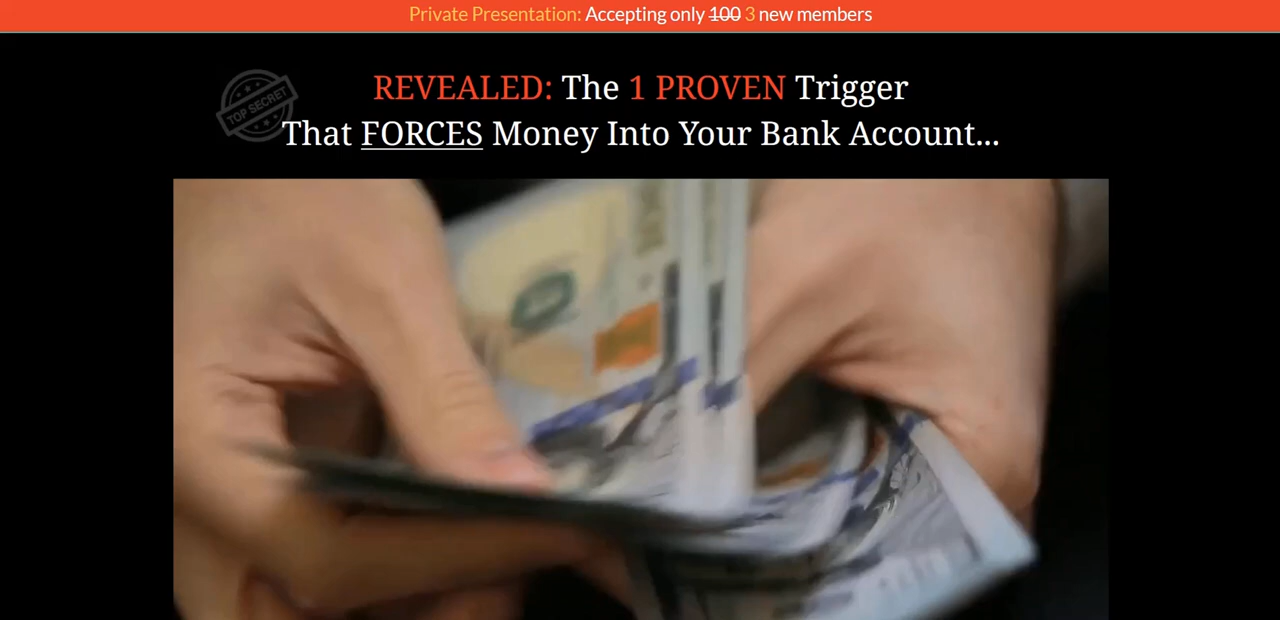 Private Presentation: Accepting only 100 3 new members
REVEALED: The 1 PROVEN Trigger
TOP SECRET
That FORCES Money Into Your Bank Account...